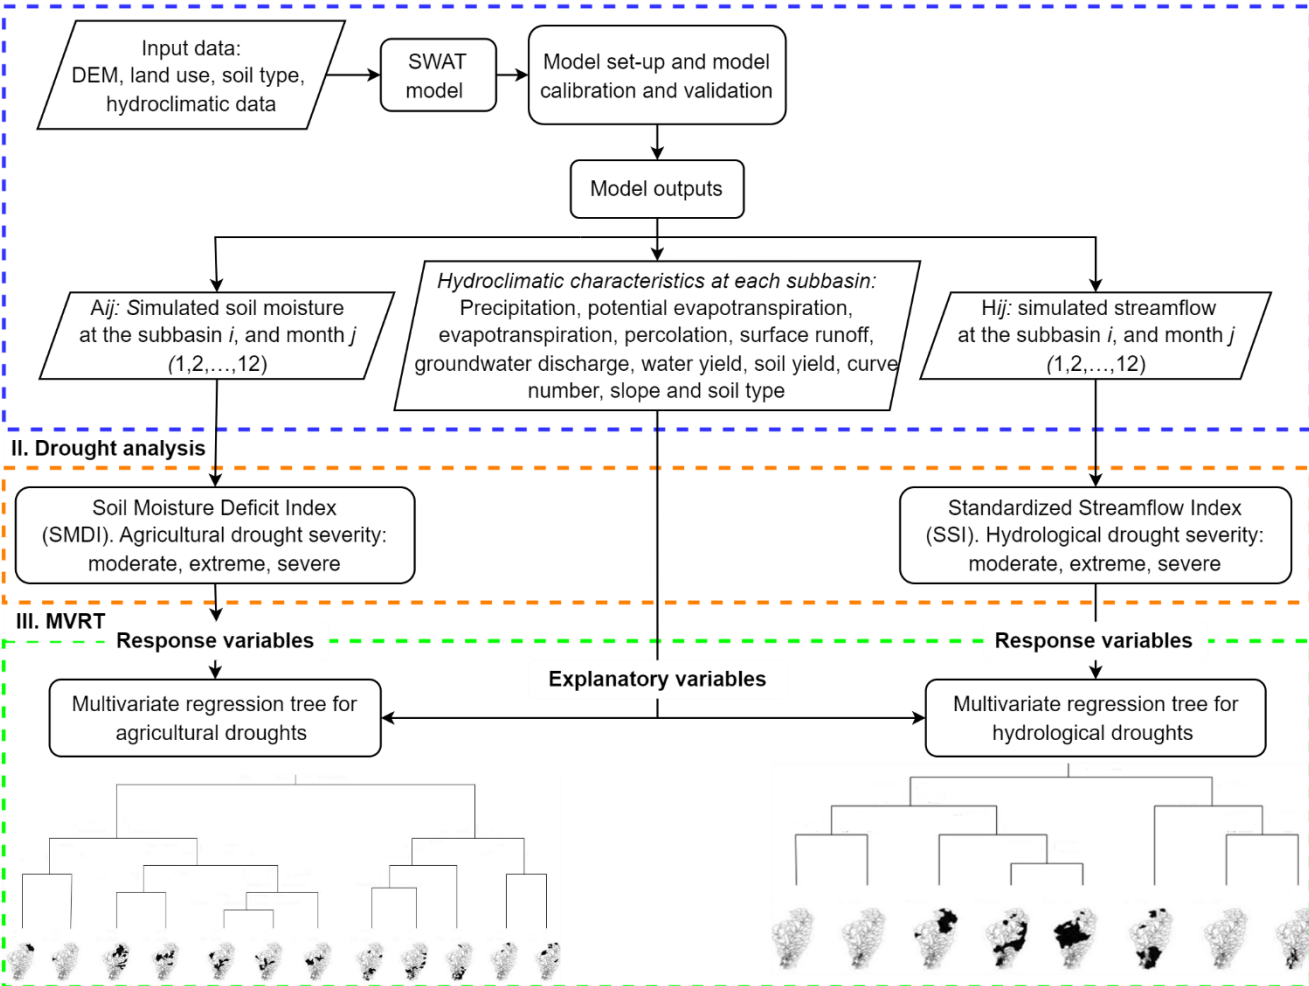 Input data:
DEM, land use, soil type,
hydroclimatic data
SWAT
model
Model set-up and model
calibration and validation
Model outputs
Aij: Simulated soil moisture
at the subbasin i, and month j
(1,2,...,12)
Hydroclimatic characteristics at each subbasin:
Precipitation, potential evapotranspiration,
evapotranspiration, percolation, surface runoff,
groundwater discharge, water yield, soil yield, curve
number, slope and soil type
Hij: simulated streamflow
at the subbasin i, and month j
(1,2,...,12)
II. Drought analysis
Soil Moisture Deficit Index
(SMDI). Agricultural drought severity:
moderate, extreme, severe
Standardized Streamflow Index
(SSI). Hydrological drought severity:
moderate, extreme, severe
III. MVRT
Response variables
Response variables
Explanatory variables
Multivariate regression tree for
agricultural droughts
Multivariate regression tree for
hydrological droughts